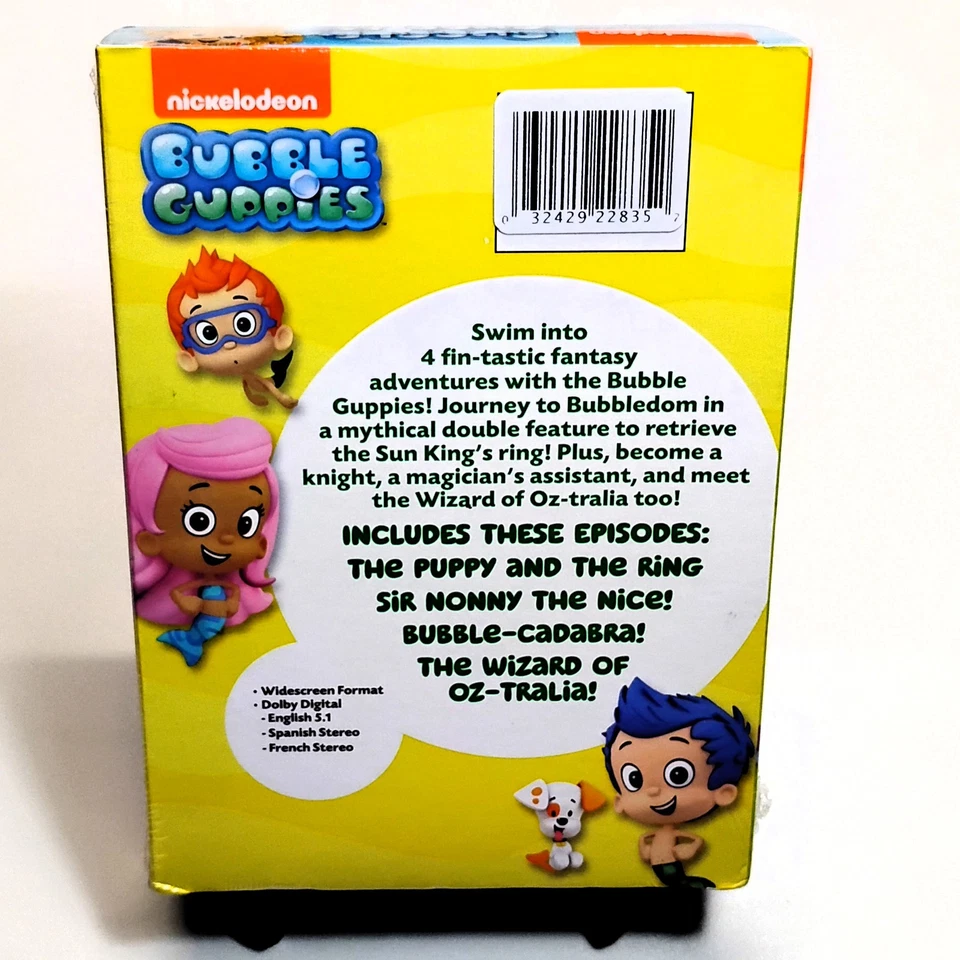 nickelodeon
BUBBLE
GUPPIES
0 32429 22835 7
Swim into
4 fin-tastic fantasy
adventures with the Bubble
Guppies! Journey to Bubbledom in
a mythical double feature to retrieve
the Sun King's ring! Plus, become a
knight, a magician's assistant, and meet
the Wizard of Oz-tralia too!
INCLUDES THESE EPISODES:
THE PUPPY AND THE RING
SIR NONNY THE NICE!
BUBBLE-CADABRA!
THE WIZARD OF
OZ-TRALIA!
• Widescreen Format
• Dolby Digital
- English 5.1
- Spanish Stereo
- French Stereo